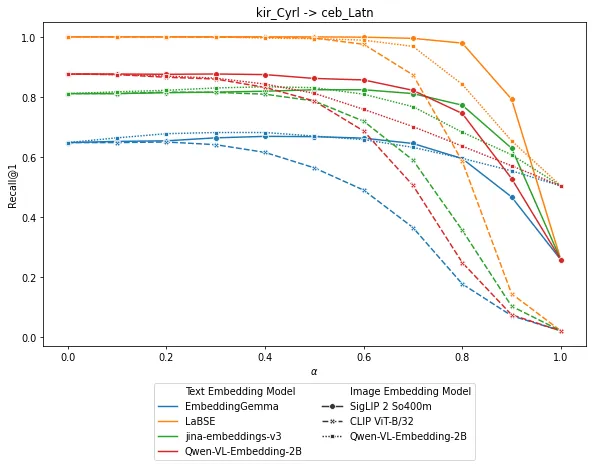 kir_Cyrl -> ceb_Latn
1.0
0.8
0.6
0.4
0.2
0.0
Recall@1
0.0 0.2 0.4 0.6 0.8 1.0
α
Text Embedding Model Image Embedding Model
EmbeddingGemma SigLIP 2 So400m
LaBSE CLIP ViT-B/32
jina-embeddings-v3 Qwen-VL-Embedding-2B
Qwen-VL-Embedding-2B